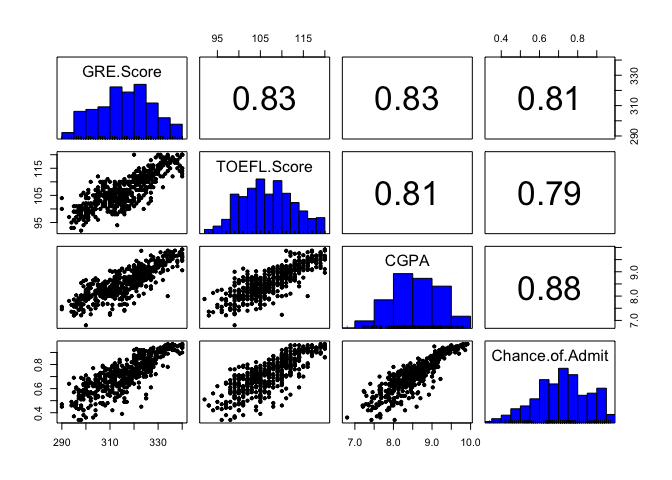 95 105 115 0.4 0.6 0.8
GRE.Score
0.83 0.83 0.81
290 310 330
95 105 115
TOEFL.Score
0.81 0.79
CGPA
0.88
7.0 8.0 9.0
0.4 0.6 0.8
Chance.of.Admit
290 310 330 7.0 8.0 9.0 10.0